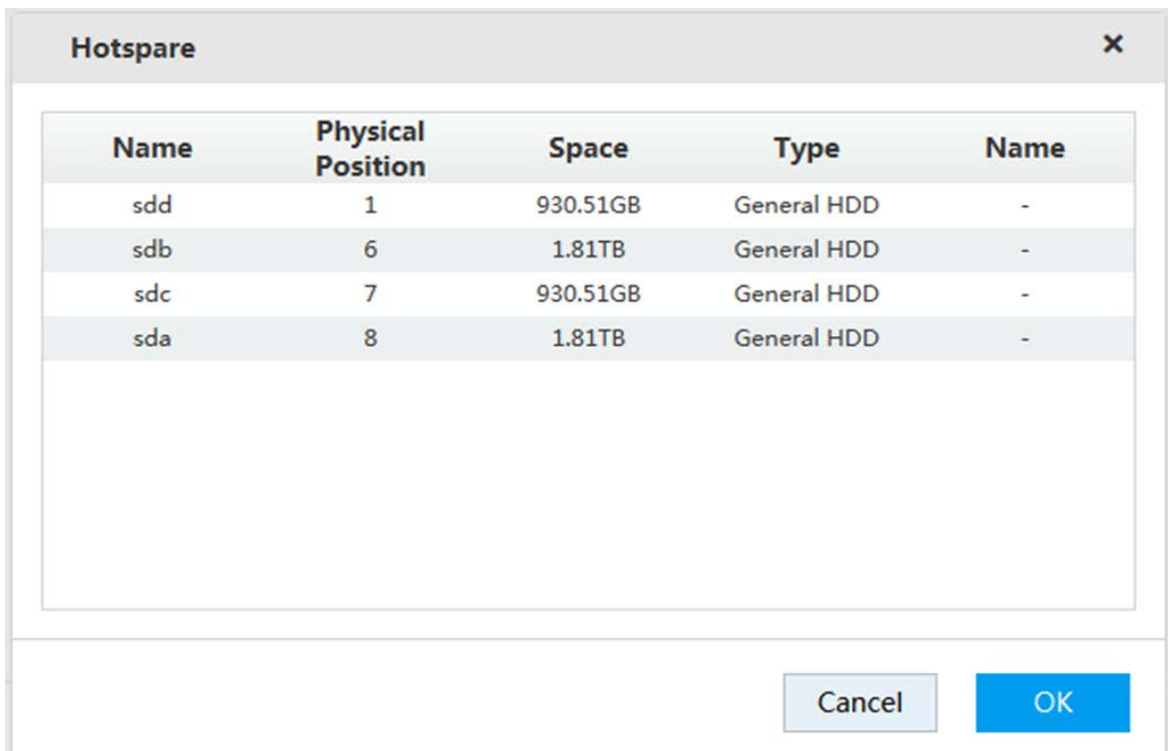 Hotspare ×
Name Physical Position Space Type Name
sdd 1 930.51GB General HDD -
sdb 6 1.81TB General HDD -
sdc 7 930.51GB General HDD -
sda 8 1.81TB General HDD -
Cancel OK